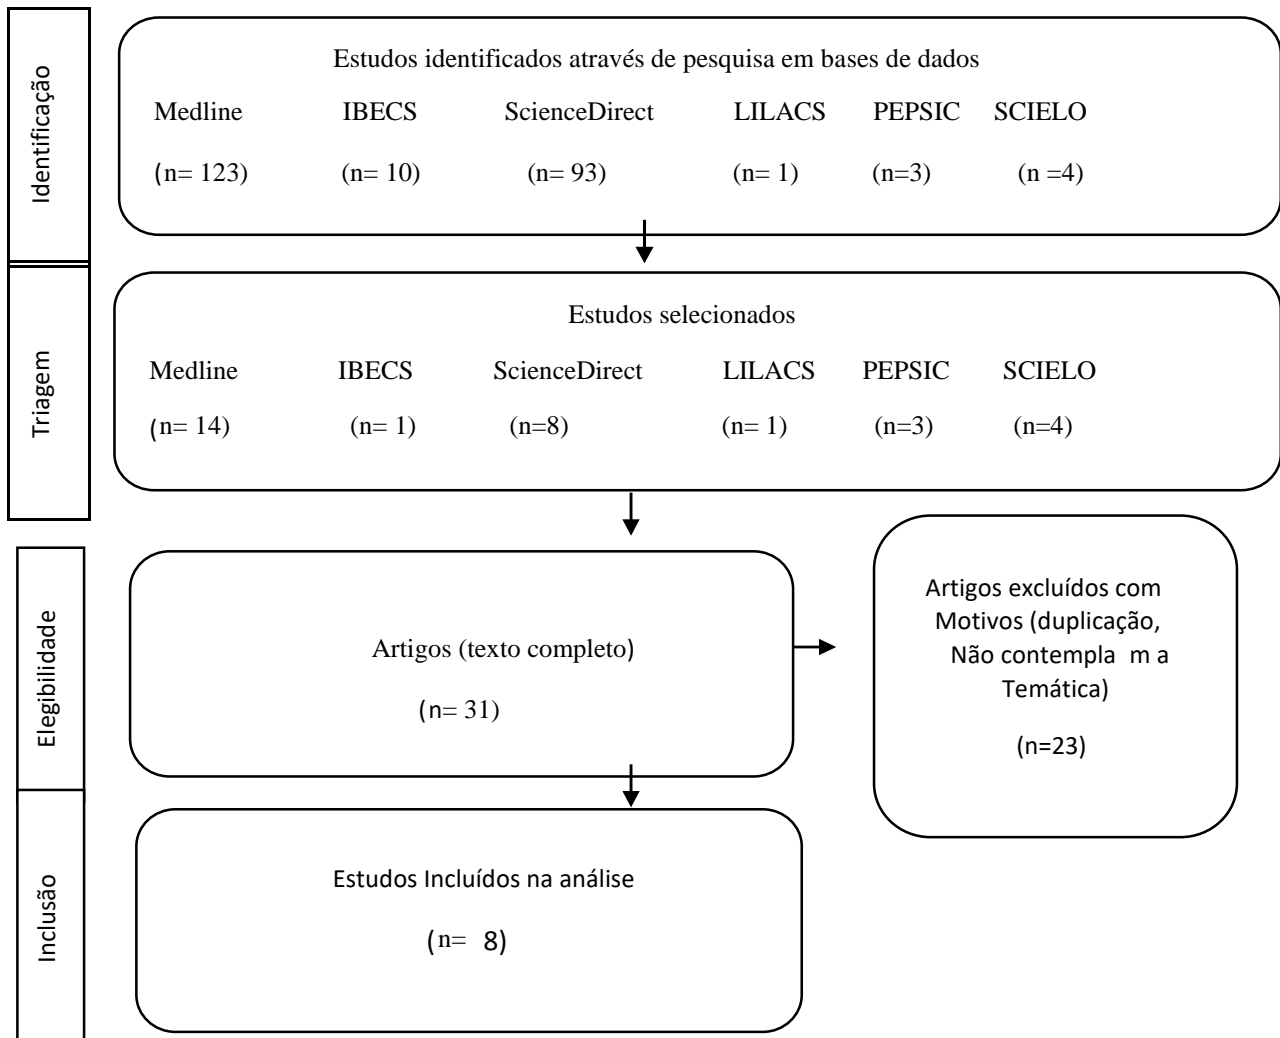 Identificação
Estudos identificados através de pesquisa em bases de dados
Medline IBECS ScienceDirect LILACS PEPSIC SCIELO
(n= 123) (n= 10) (n= 93) (n= 1) (n=3) (n =4)
Triagem
Estudos selecionados
Medline IBECS ScienceDirect LILACS PEPSIC SCIELO
(n= 14) (n= 1) (n=8) (n= 1) (n=3) (n=4)
Elegibilidade
Artigos (texto completo)
(n= 31)
Artigos excluídos com
Motivos (duplicação,
Não contempla m a
Temática)
(n=23)
Inclusão
Estudos Incluídos na análise
(n= 8)